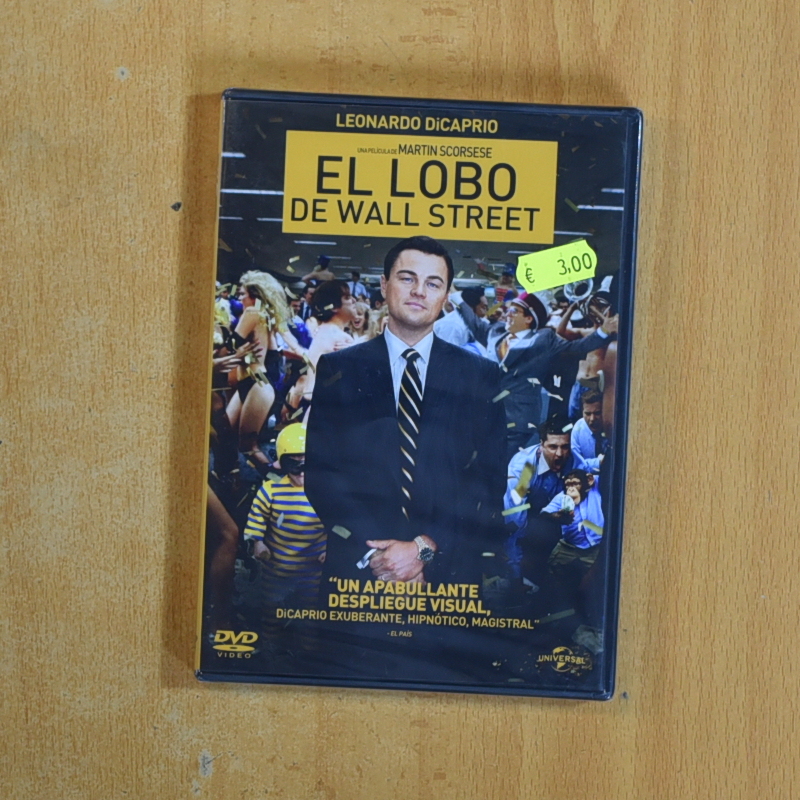 LEONARDO DiCAPRIO
UNA PELÍCULA DE MARTIN SCORSESE
EL LOBO
DE WALL STREET
€ 3,00
“UN APABULLANTE
DESPLIEGUE VISUAL,
DiCAPRIO EXUBERANTE, HIPNÓTICO, MAGISTRAL”
- EL PAÍS
DVD
VIDEO
UNIVERSAL